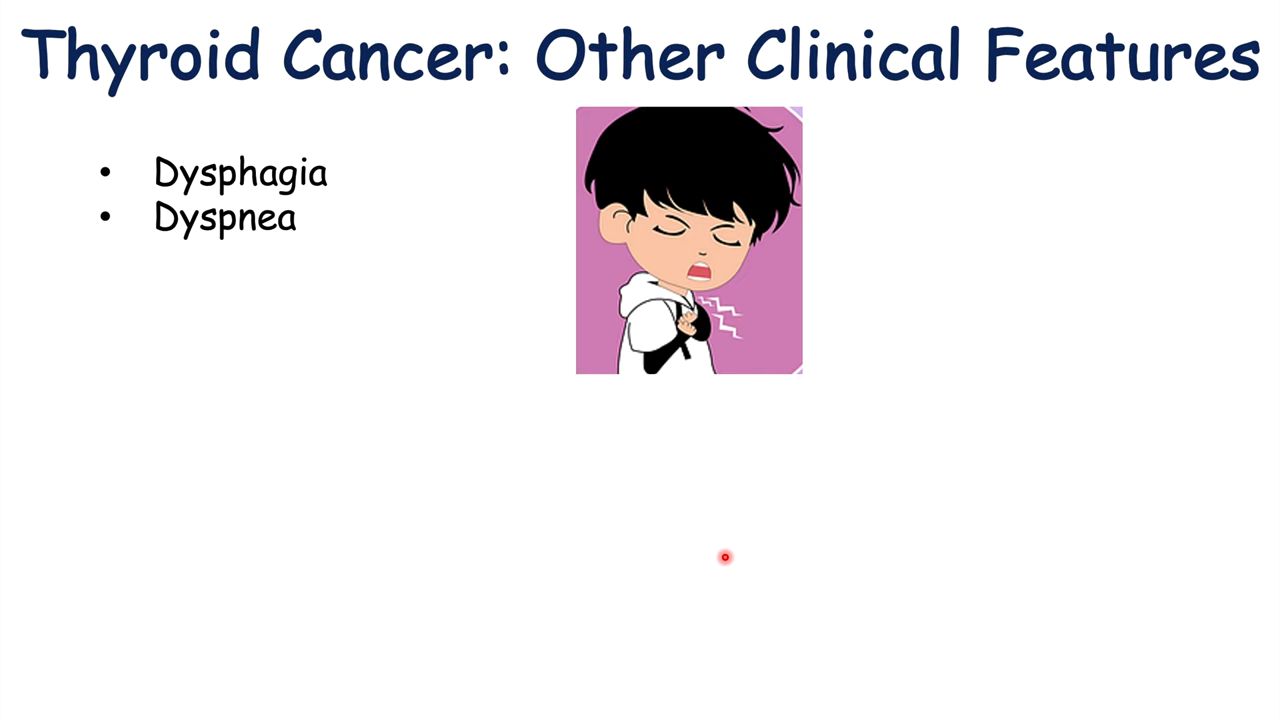 Thyroid Cancer: Other Clinical Features
• Dysphagia
• Dyspnea